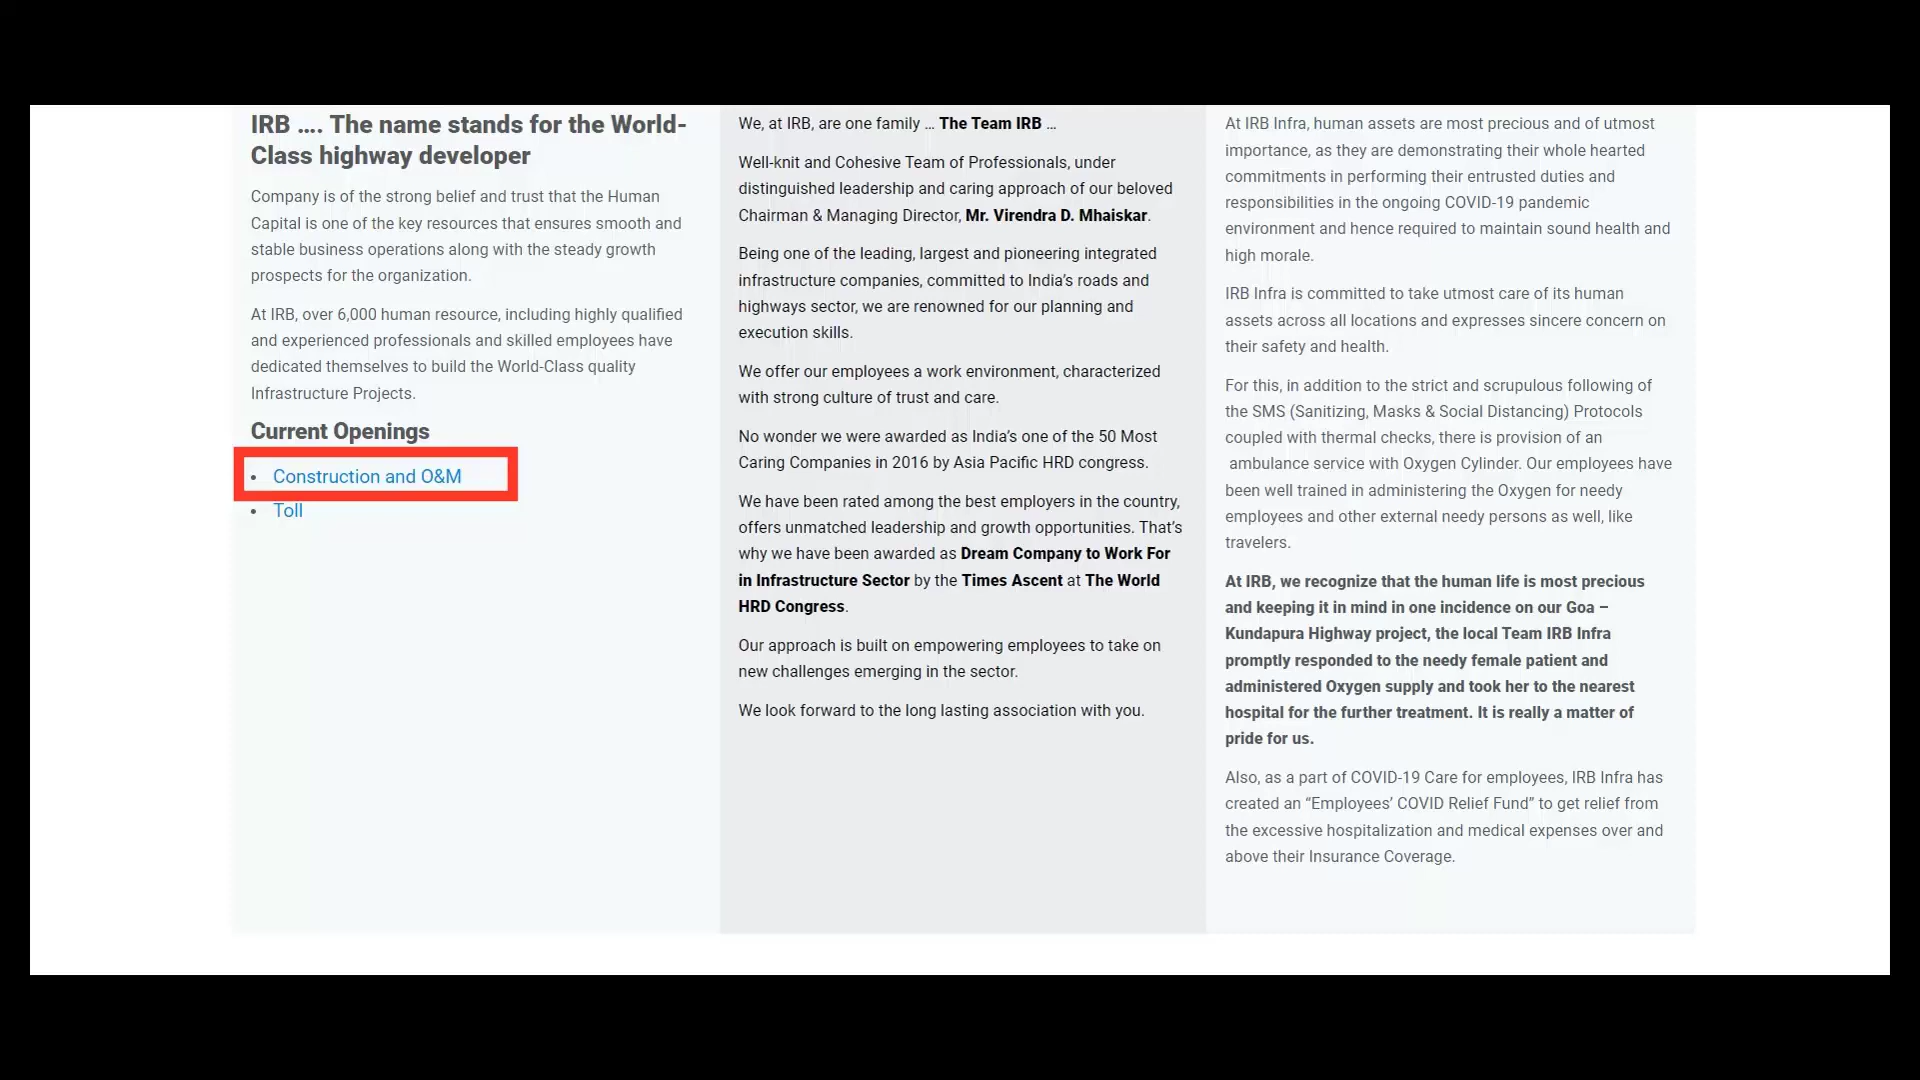 IRB .... The name stands for the World-
Class highway developer
Company is of the strong belief and trust that the Human
Capital is one of the key resources that ensures smooth and
stable business operations along with the steady growth
prospects for the organization.
At IRB, over 6,000 human resource, including highly qualified
and experienced professionals and skilled employees have
dedicated themselves to build the World-Class quality
Infrastructure Projects.
Current Openings
• Construction and O&M
• Toll
We, at IRB, are one family … The Team IRB …
Well-knit and Cohesive Team of Professionals, under
distinguished leadership and caring approach of our beloved
Chairman & Managing Director, Mr. Virendra D. Mhaiskar.
Being one of the leading, largest and pioneering integrated
infrastructure companies, committed to India’s roads and
highways sector, we are renowned for our planning and
execution skills.
We offer our employees a work environment, characterized
with strong culture of trust and care.
No wonder we were awarded as India’s one of the 50 Most
Caring Companies in 2016 by Asia Pacific HRD congress.
We have been rated among the best employers in the country,
offers unmatched leadership and growth opportunities. That’s
why we have been awarded as Dream Company to Work For
in Infrastructure Sector by the Times Ascent at The World
HRD Congress.
Our approach is built on empowering employees to take on
new challenges emerging in the sector.
We look forward to the long lasting association with you.
At IRB Infra, human assets are most precious and of utmost
importance, as they are demonstrating their whole hearted
commitments in performing their entrusted duties and
responsibilities in the ongoing COVID-19 pandemic
environment and hence required to maintain sound health and
high morale.
IRB Infra is committed to take utmost care of its human
assets across all locations and expresses sincere concern on
their safety and health.
For this, in addition to the strict and scrupulous following of
the SMS (Sanitizing, Masks & Social Distancing) Protocols
coupled with thermal checks, there is provision of an
ambulance service with Oxygen Cylinder. Our employees have
been well trained in administering the Oxygen for needy
employees and other external needy persons as well, like
travelers.
At IRB, we recognize that the human life is most precious
and keeping it in mind in one incidence on our Goa –
Kundapura Highway project, the local Team IRB Infra
promptly responded to the needy female patient and
administered Oxygen supply and took her to the nearest
hospital for the further treatment. It is really a matter of
pride for us.
Also, as a part of COVID-19 Care for employees, IRB Infra has
created an “Employees’ COVID Relief Fund” to get relief from
the excessive hospitalization and medical expenses over and
above their Insurance Coverage.